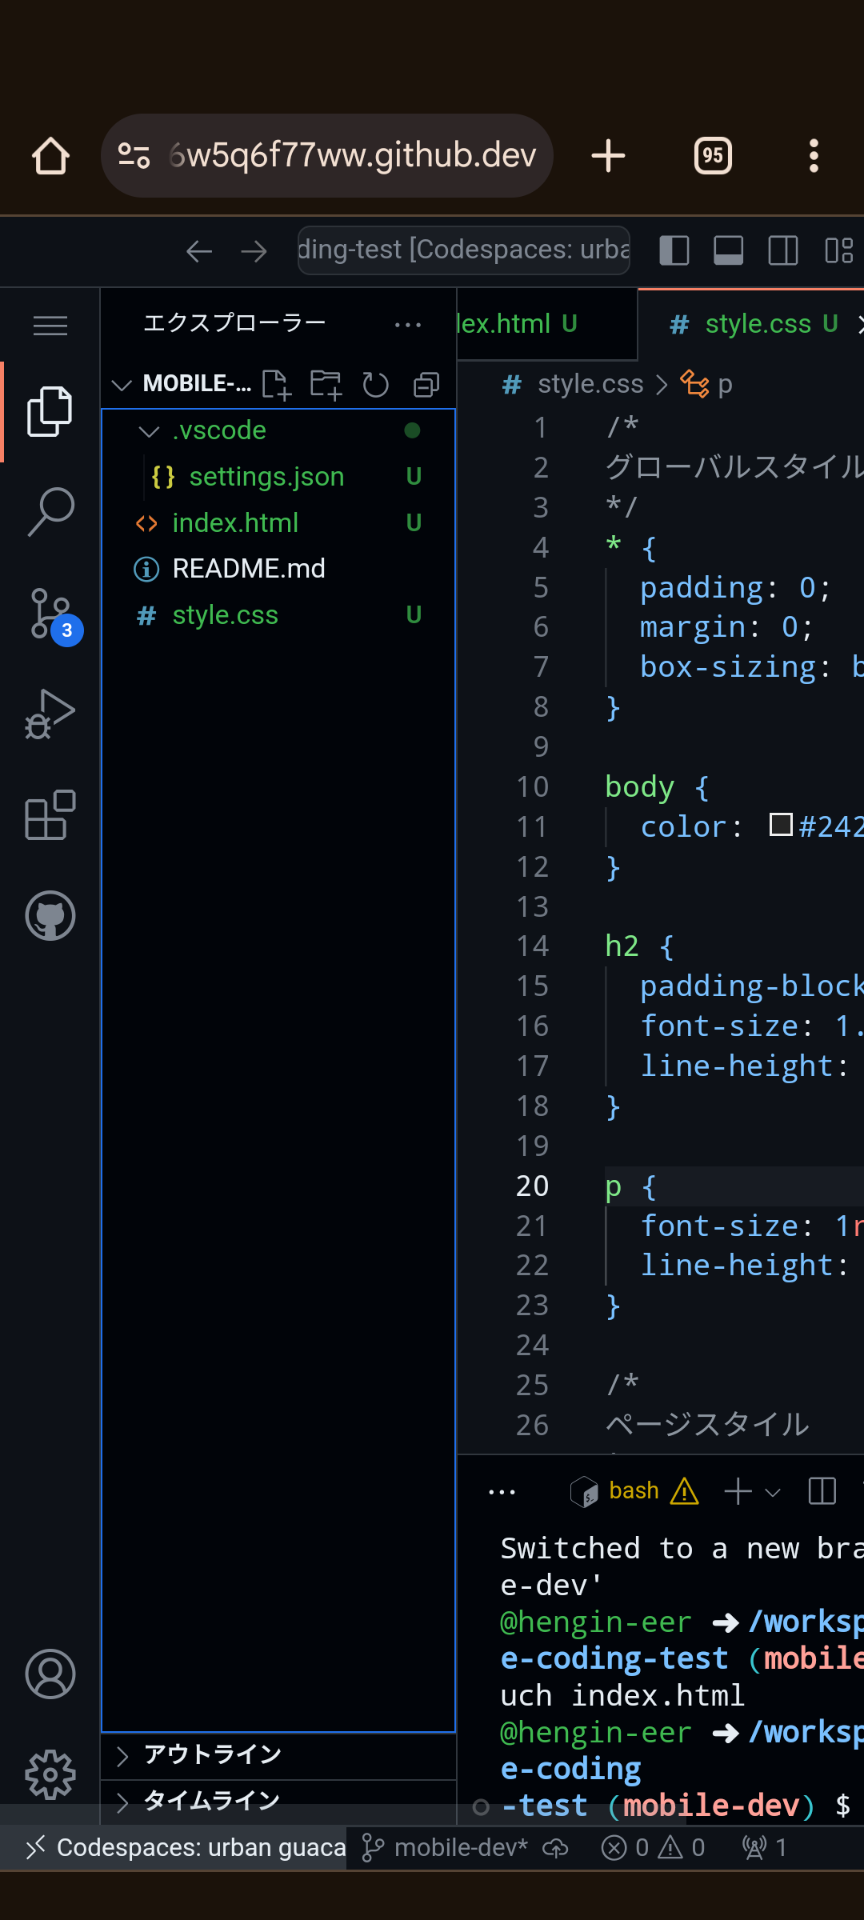 6w5q6f77ww.github.dev
95
ding-test [Codespaces: urba
エクスプローラー
MOBILE-...
.vscode
settings.json U
index.html U
README.md
style.css U
3
アウトライン
タイムライン
lex.html U
# style.css U
# style.css > p
1 /*
2 グローバルスタイル
3 */
4 * {
5 padding: 0;
6 margin: 0;
7 box-sizing: b
8 }
9
10 body {
11 color: #242
12 }
13
14 h2 {
15 padding-block
16 font-size: 1.
17 line-height:
18 }
19
20 p {
21 font-size: 1r
22 line-height:
23 }
24
25 /*
26 ページスタイル
bash
Switched to a new bra
e-dev'
@hengin-eer ➜ /worksp
e-coding-test (mobile
uch index.html
@hengin-eer ➜ /worksp
e-coding
-test (mobile-dev) $
Codespaces: urban guaca
mobile-dev*
0 0
1